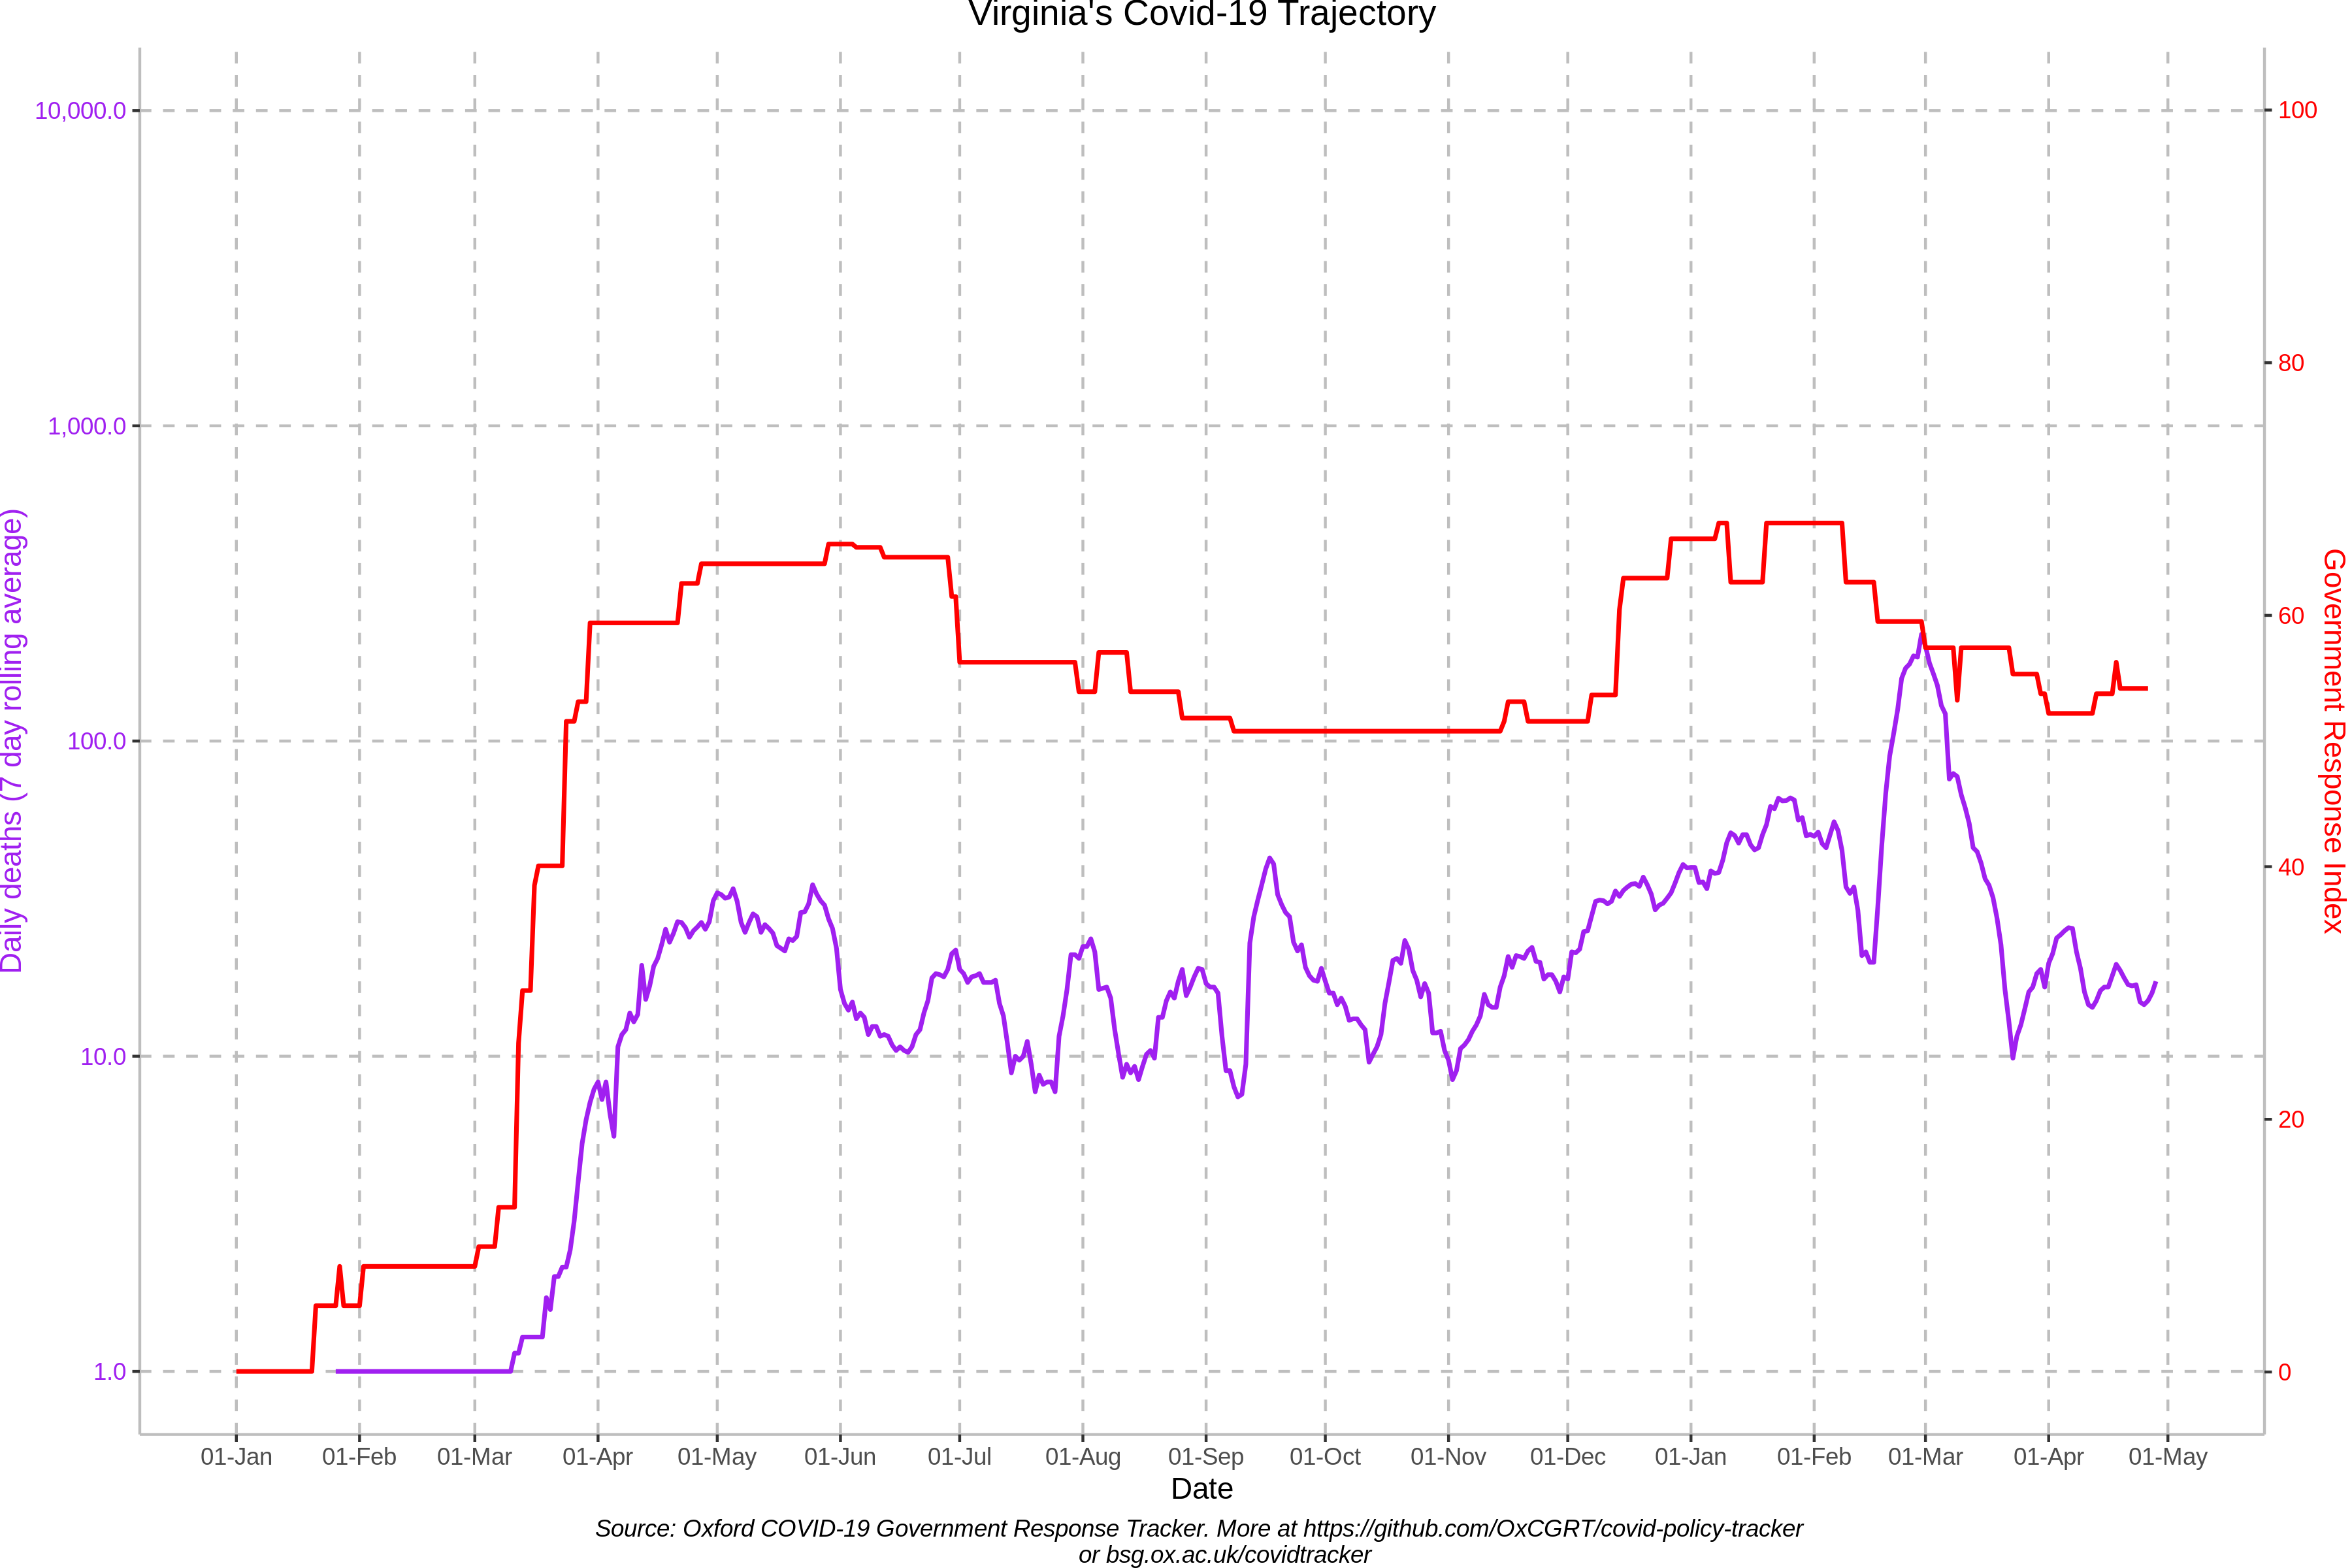 Virginia's Covid-19 Trajectory
10,000.0
1,000.0
100.0
10.0
1.0
Daily deaths (7 day rolling average)
100
80
60
40
20
0
Government Response Index
01-Jan 01-Feb 01-Mar 01-Apr 01-May 01-Jun 01-Jul 01-Aug 01-Sep 01-Oct 01-Nov 01-Dec 01-Jan 01-Feb 01-Mar 01-Apr 01-May
Date
Source: Oxford COVID-19 Government Response Tracker. More at https://github.com/OxCGRT/covid-policy-tracker
or bsg.ox.ac.uk/covidtracker